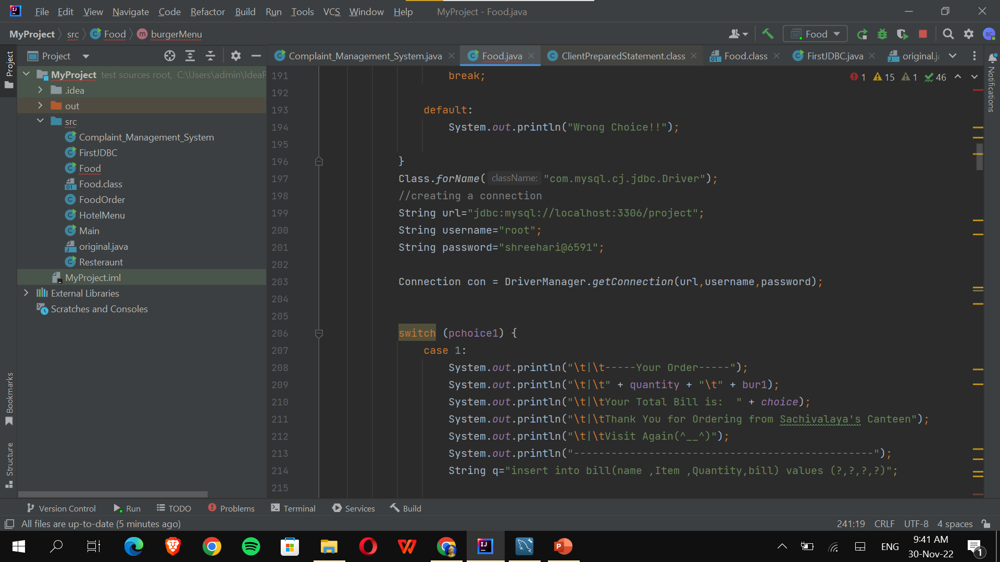 File Edit View Navigate Code Refactor Build Run Tools VCS Window Help MyProject - Food.java
MyProject src Food burgerMenu Food BC
Project Complaint_Management_System.java Food.java ClientPreparedStatement.class Food.class FirstJDBC.java original.j
Project
MyProject test sources root, C:\Users\admin\IdeaP
.idea
out
src
Complaint_Management_System
FirstJDBC
Food
Food.class
FoodOrder
HotelMenu
Main
original.java
Resteraunt
MyProject.iml
External Libraries
Scratches and Consoles
Bookmarks
Structure
Notifications
1 15 1 46
191 break;
192
193 default:
194 System.out.println("Wrong Choice!!");
195
196 }
197 Class.forName( className: "com.mysql.cj.jdbc.Driver");
198 //creating a connection
199 String url="jdbc:mysql://localhost:3306/project";
200 String username="root";
201 String password="shreehari@6591";
202
203 Connection con = DriverManager.getConnection(url,username,password);
204
205
206 switch (pchoice1) {
207 case 1:
208 System.out.println("\t|\t-----Your Order-----");
209 System.out.println("\t|\t" + quantity + "\t" + bur1);
210 System.out.println("\t|\tYour Total Bill is:  " + choice);
211 System.out.println("\t|\tThank You for Ordering from Sachivalaya's Canteen");
212 System.out.println("\t|\tVisit Again(^__^)");
213 System.out.println("------------------------------------------------");
214 String q="insert into bill(name ,Item ,Quantity,bill) values (?,?,?,?)";
215
Version Control Run TODO Problems Terminal Services Build
All files are up-to-date (5 minutes ago) 241:19 CRLF UTF-8 4 spaces
ENG 9:41 AM
30-Nov-22 1